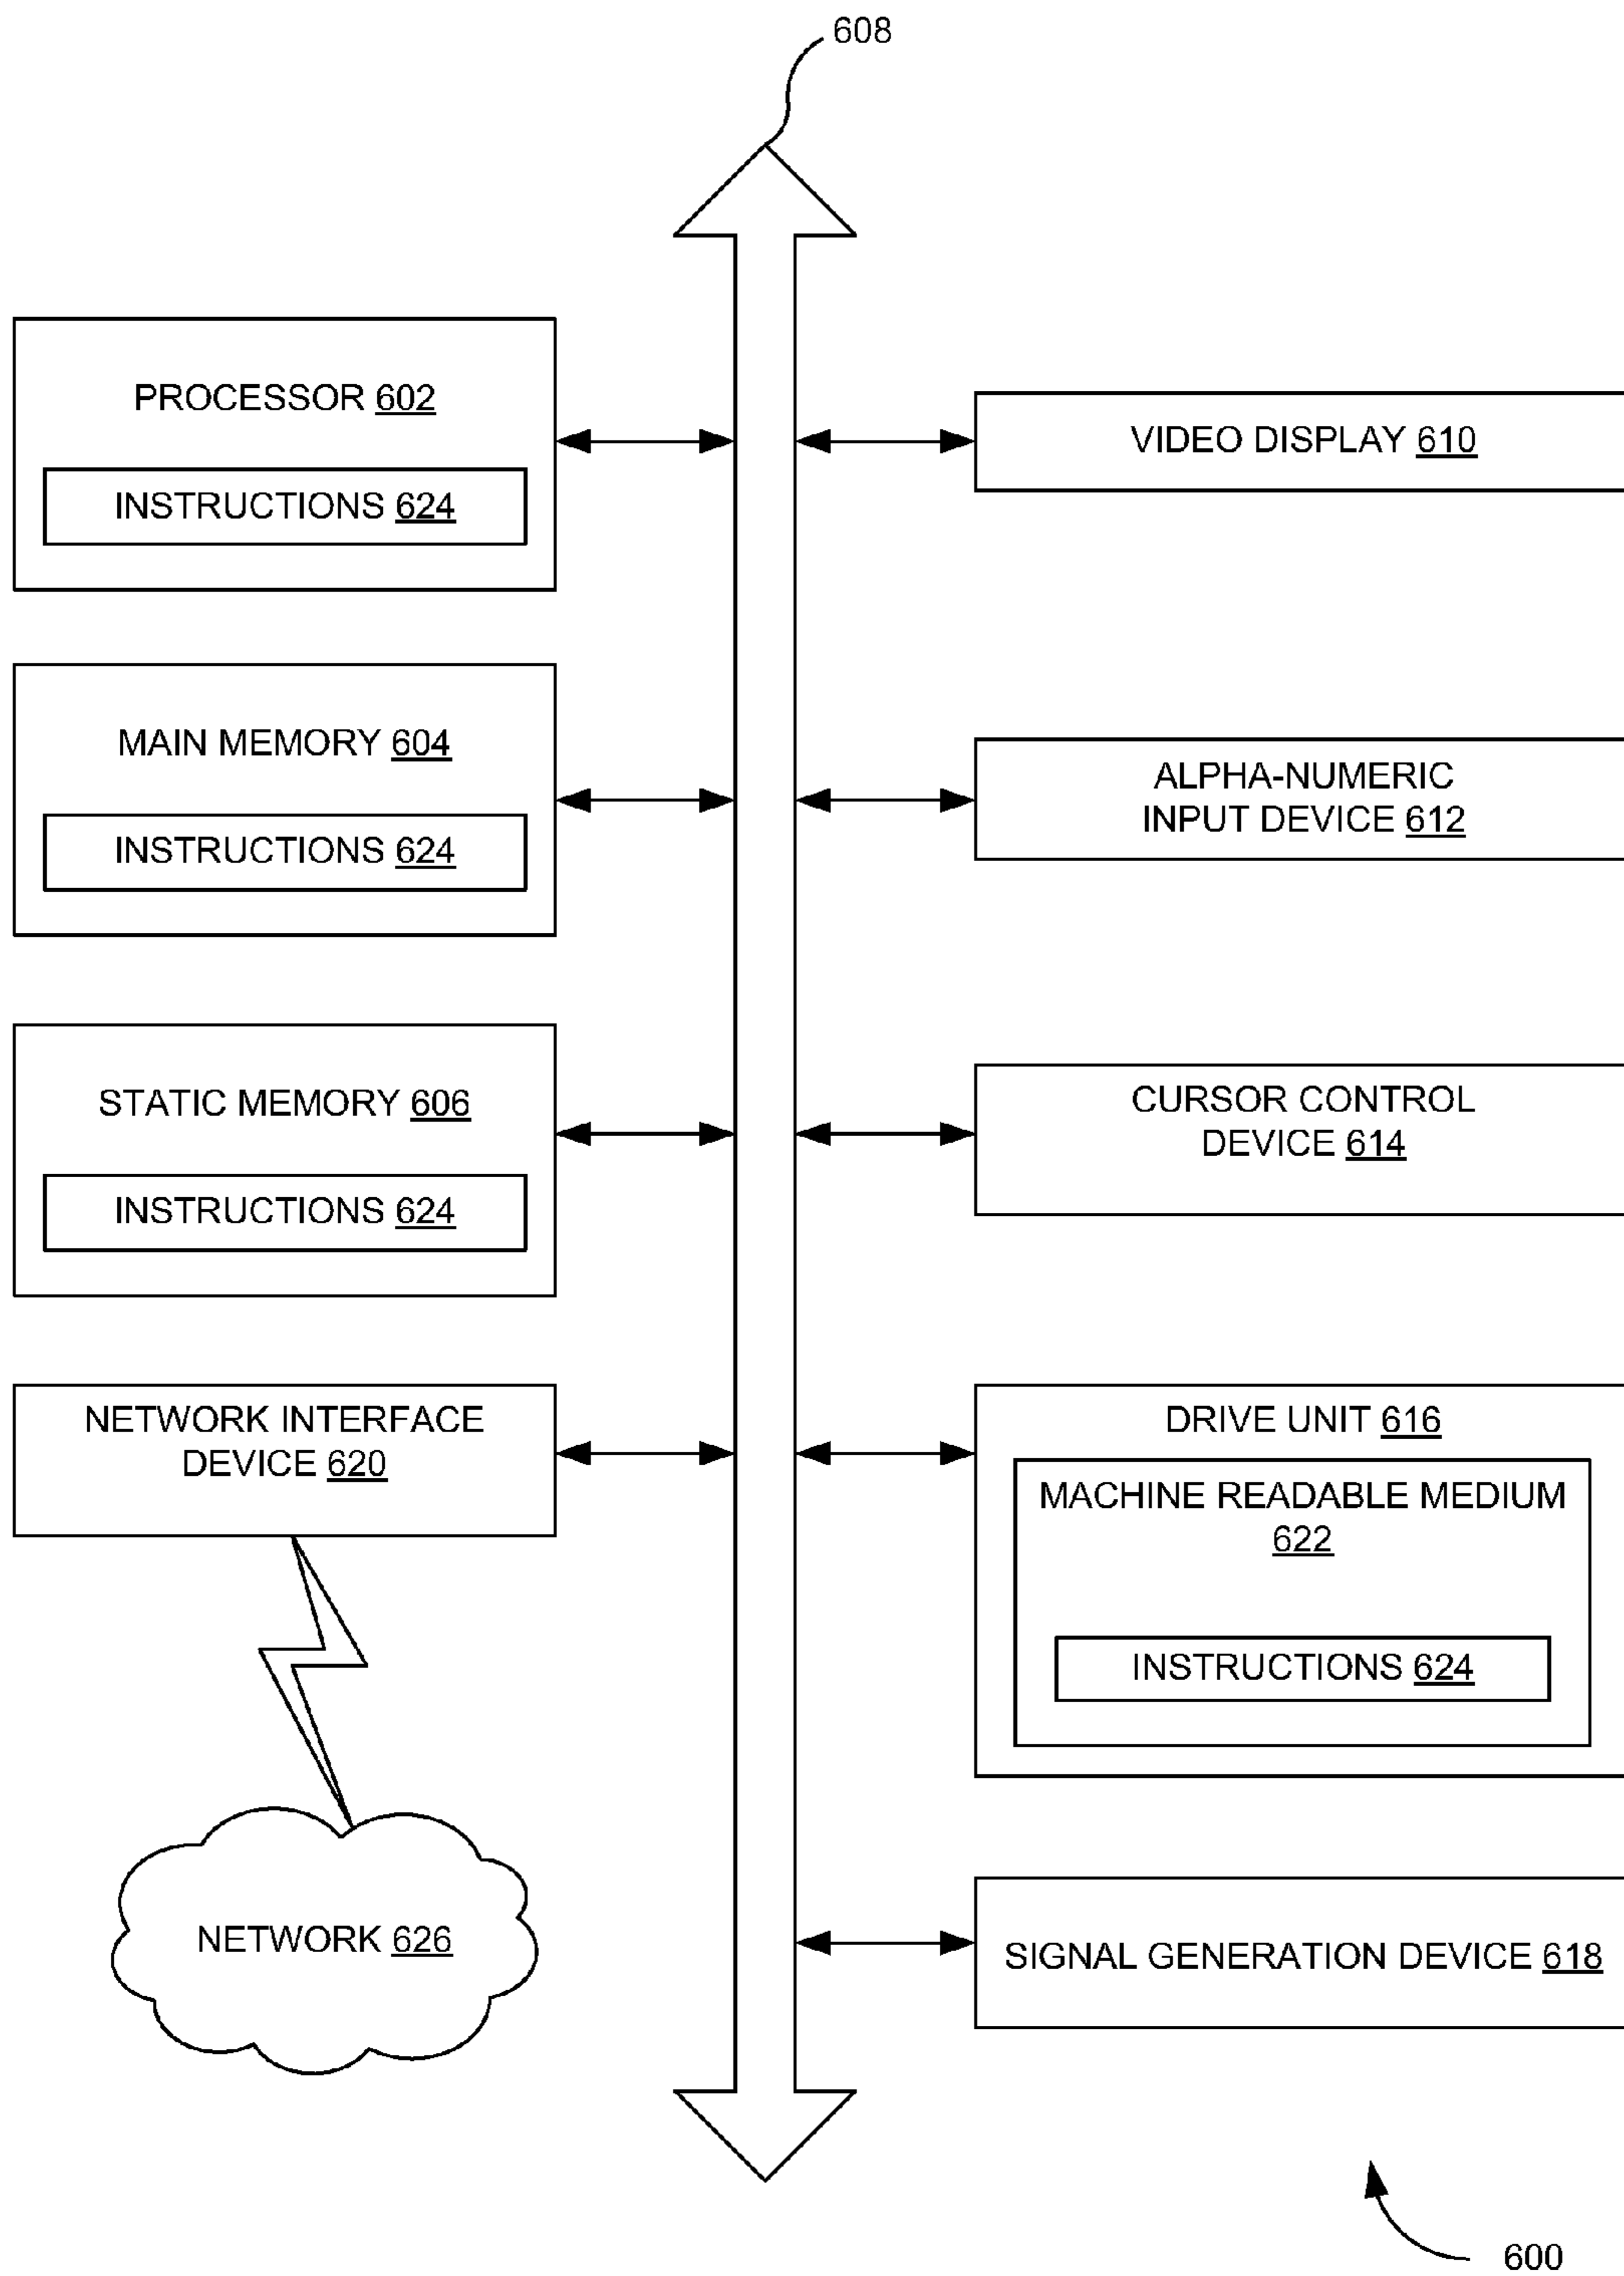 608
PROCESSOR 602
INSTRUCTIONS 624
MAIN MEMORY 604
INSTRUCTIONS 624
STATIC MEMORY 606
INSTRUCTIONS 624
NETWORK INTERFACE
DEVICE 620
NETWORK 626
VIDEO DISPLAY 610
ALPHA-NUMERIC
INPUT DEVICE 612
CURSOR CONTROL
DEVICE 614
DRIVE UNIT 616
MACHINE READABLE MEDIUM
622
INSTRUCTIONS 624
SIGNAL GENERATION DEVICE 618
600